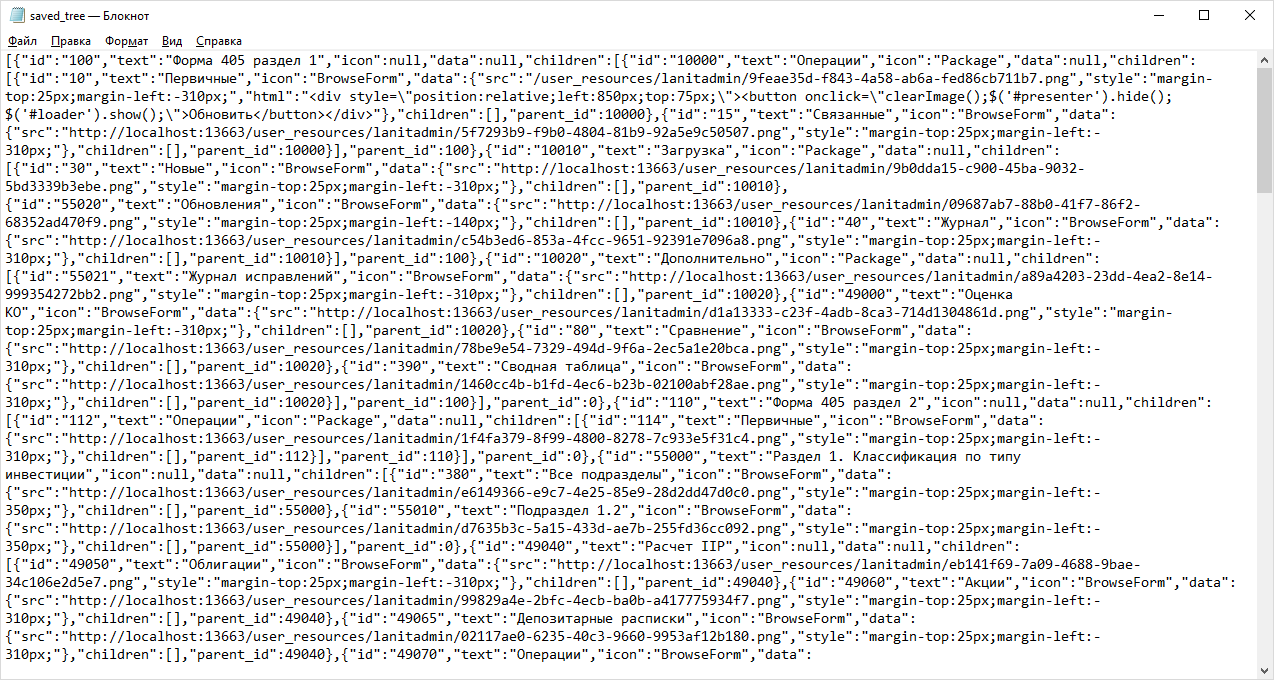 saved_tree — Блокнот
Файл Правка Формат Вид Справка
[{"id":"100","text":"Форма 405 раздел 1","icon":null,"data":null,"children":[{"id":"10000","text":"Операции","icon":"Package","data":null,"children":
[{"id":"10","text":"Первичные","icon":"BrowseForm","data":{"src":"/user_resources/lanitadmin/9feae35d-f843-4a58-ab6a-fed86cb711b7.png","style":"margin-
top:25px;margin-left:-310px;","html":"<div style=\"position:relative;left:850px;top:75px;\"><button onclick=\"clearImage();$('#presenter').hide();
$('#loader').show();\">Обновить</button></div>"},"children":[],"parent_id":10000},{"id":"15","text":"Связанные","icon":"BrowseForm","data":
{"src":"http://localhost:13663/user_resources/lanitadmin/5f7293b9-f9b0-4804-81b9-92a5e9c50507.png","style":"margin-top:25px;margin-left:-
310px;"},"children":[],"parent_id":10000}],"parent_id":100},{"id":"10010","text":"Загрузка","icon":"Package","data":null,"children":
[{"id":"30","text":"Новые","icon":"BrowseForm","data":{"src":"http://localhost:13663/user_resources/lanitadmin/9b0dda15-c900-45ba-9032-
5bd3339b3ebe.png","style":"margin-top:25px;margin-left:-310px;"},"children":[],"parent_id":10010},
{"id":"55020","text":"Обновления","icon":"BrowseForm","data":{"src":"http://localhost:13663/user_resources/lanitadmin/09687ab7-88b0-41f7-86f2-
68352ad470f9.png","style":"margin-top:25px;margin-left:-140px;"},"children":[],"parent_id":10010},{"id":"40","text":"Журнал","icon":"BrowseForm","data":
{"src":"http://localhost:13663/user_resources/lanitadmin/c54b3ed6-853a-4fcc-9651-92391e7096a8.png","style":"margin-top:25px;margin-left:-
310px;"},"children":[],"parent_id":10010}],"parent_id":100},{"id":"10020","text":"Дополнительно","icon":"Package","data":null,"children":
[{"id":"55021","text":"Журнал исправлений","icon":"BrowseForm","data":{"src":"http://localhost:13663/user_resources/lanitadmin/a89a4203-23dd-4ea2-8e14-
999354272bb2.png","style":"margin-top:25px;margin-left:-310px;"},"children":[],"parent_id":10020},{"id":"49000","text":"Оценка
КО","icon":"BrowseForm","data":{"src":"http://localhost:13663/user_resources/lanitadmin/d1a13333-c23f-4adb-8ca3-714d1304861d.png","style":"margin-
top:25px;margin-left:-310px;"},"children":[],"parent_id":10020},{"id":"80","text":"Сравнение","icon":"BrowseForm","data":
{"src":"http://localhost:13663/user_resources/lanitadmin/78be9e54-7329-494d-9f6a-2ec5a1e20bca.png","style":"margin-top:25px;margin-left:-
310px;"},"children":[],"parent_id":10020},{"id":"390","text":"Сводная таблица","icon":"BrowseForm","data":
{"src":"http://localhost:13663/user_resources/lanitadmin/1460cc4b-b1fd-4ec6-b23b-02100abf28ae.png","style":"margin-top:25px;margin-left:-
310px;"},"children":[],"parent_id":10020}],"parent_id":100}],"parent_id":0},{"id":"110","text":"Форма 405 раздел 2","icon":null,"data":null,"children":
[{"id":"112","text":"Операции","icon":"Package","data":null,"children":[{"id":"114","text":"Первичные","icon":"BrowseForm","data":
{"src":"http://localhost:13663/user_resources/lanitadmin/1f4fa379-8f99-4800-8278-7c933e5f31c4.png","style":"margin-top:25px;margin-left:-
310px;"},"children":[],"parent_id":112}],"parent_id":110}],"parent_id":0},{"id":"55000","text":"Раздел 1. Классификация по типу
инвестиции","icon":null,"data":null,"children":[{"id":"380","text":"Все подразделы","icon":"BrowseForm","data":
{"src":"http://localhost:13663/user_resources/lanitadmin/e6149366-e9c7-4e25-85e9-28d2dd47d0c0.png","style":"margin-top:25px;margin-left:-
350px;"},"children":[],"parent_id":55000},{"id":"55010","text":"Подраздел 1.2","icon":"BrowseForm","data":
{"src":"http://localhost:13663/user_resources/lanitadmin/d7635b3c-5a15-433d-ae7b-255fd36cc092.png","style":"margin-top:25px;margin-left:-
350px;"},"children":[],"parent_id":55000}],"parent_id":0},{"id":"49040","text":"Расчет IIP","icon":null,"data":null,"children":
[{"id":"49050","text":"Облигации","icon":"BrowseForm","data":{"src":"http://localhost:13663/user_resources/lanitadmin/eb141f69-7a09-4688-9bae-
34c106e2d5e7.png","style":"margin-top:25px;margin-left:-310px;"},"children":[],"parent_id":49040},{"id":"49060","text":"Акции","icon":"BrowseForm","data":
{"src":"http://localhost:13663/user_resources/lanitadmin/99829a4e-2bfc-4ecb-ba0b-a417775934f7.png","style":"margin-top:25px;margin-left:-
310px;"},"children":[],"parent_id":49040},{"id":"49065","text":"Депозитарные расписки","icon":"BrowseForm","data":
{"src":"http://localhost:13663/user_resources/lanitadmin/02117ae0-6235-40c3-9660-9953af12b180.png","style":"margin-top:25px;margin-left:-
310px;"},"children":[],"parent_id":49040},{"id":"49070","text":"Операции","icon":"BrowseForm","data":